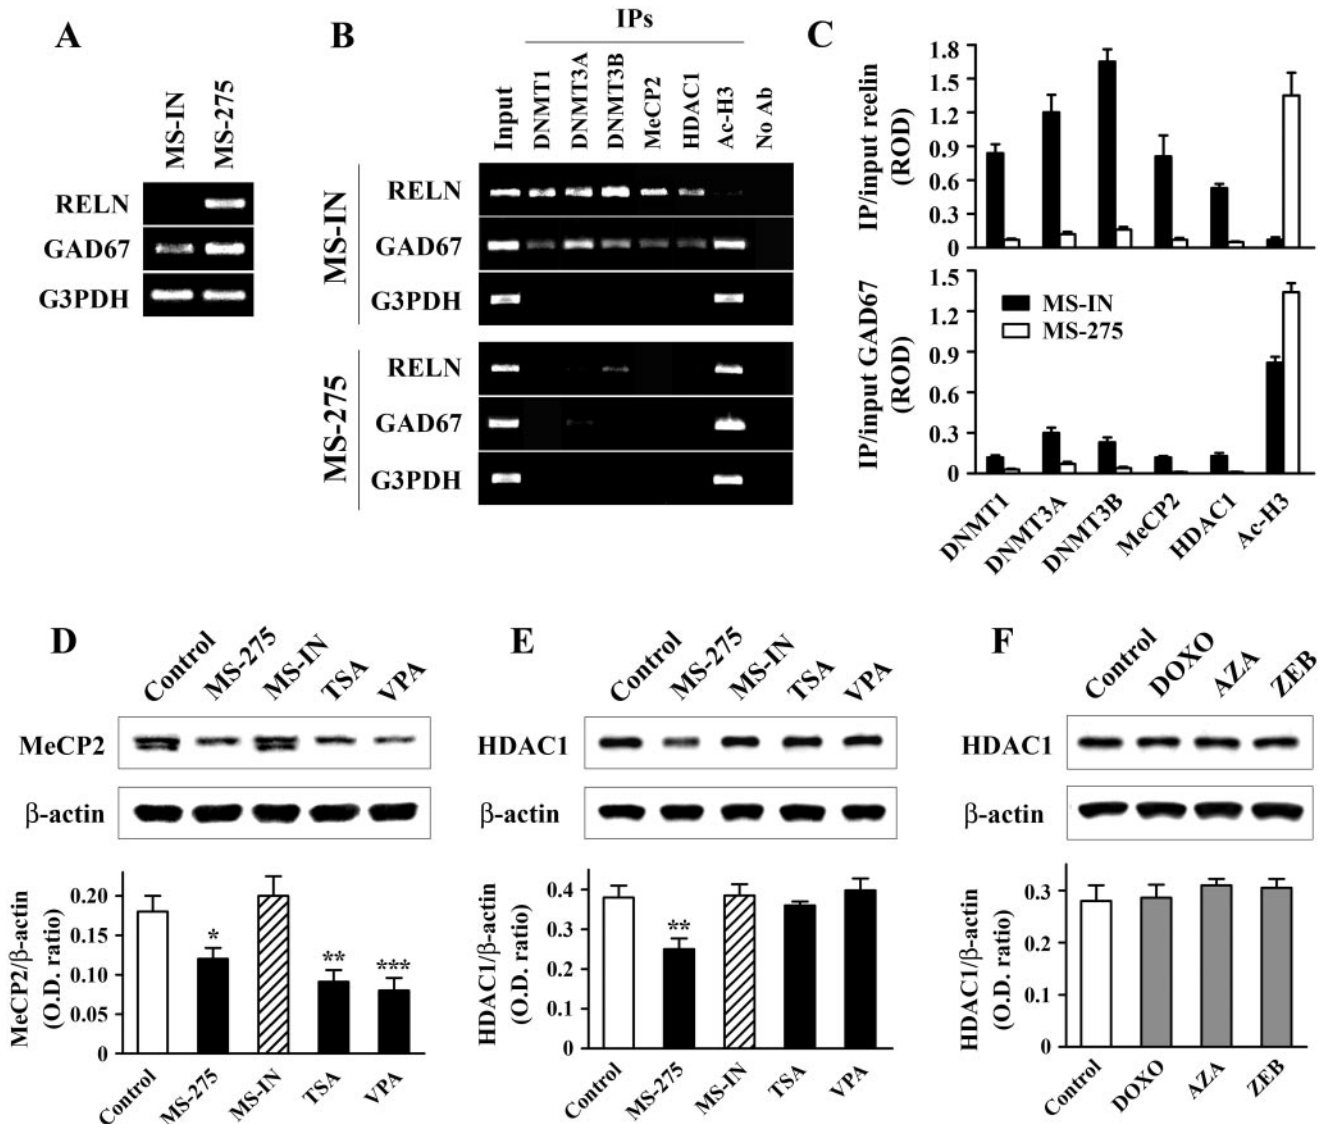 A
MS-IN
MS-275
RELN
GAD67
G3PDH
B
IPs
Input
DNMT1
DNMT3A
DNMT3B
MeCP2
HDAC1
Ac-H3
No Ab
MS-IN
RELN
GAD67
G3PDH
MS-275
RELN
GAD67
G3PDH
C
IP/input reelin
(ROD)
1.8
1.5
1.2
0.9
0.6
0.3
0
IP/input GAD67
(ROD)
1.5
1.2
0.9
0.6
0.3
0
MS-IN
MS-275
DNMT1
DNMT3A
DNMT3B
MeCP2
HDAC1
Ac-H3
D
Control
MS-275
MS-IN
TSA
VPA
MeCP2
β-actin
MeCP2/β-actin
(O.D. ratio)
0.20
0.15
0.10
0.05
0
*
**
***
Control
MS-275
MS-IN
TSA
VPA
E
Control
MS-275
MS-IN
TSA
VPA
HDAC1
β-actin
HDAC1/β-actin
(O.D. ratio)
0.4
0.3
0.2
0.1
0
**
Control
MS-275
MS-IN
TSA
VPA
F
Control
DOXO
AZA
ZEB
HDAC1
β-actin
HDAC1/β-actin
(O.D. ratio)
0.3
0.2
0.1
0
Control
DOXO
AZA
ZEB